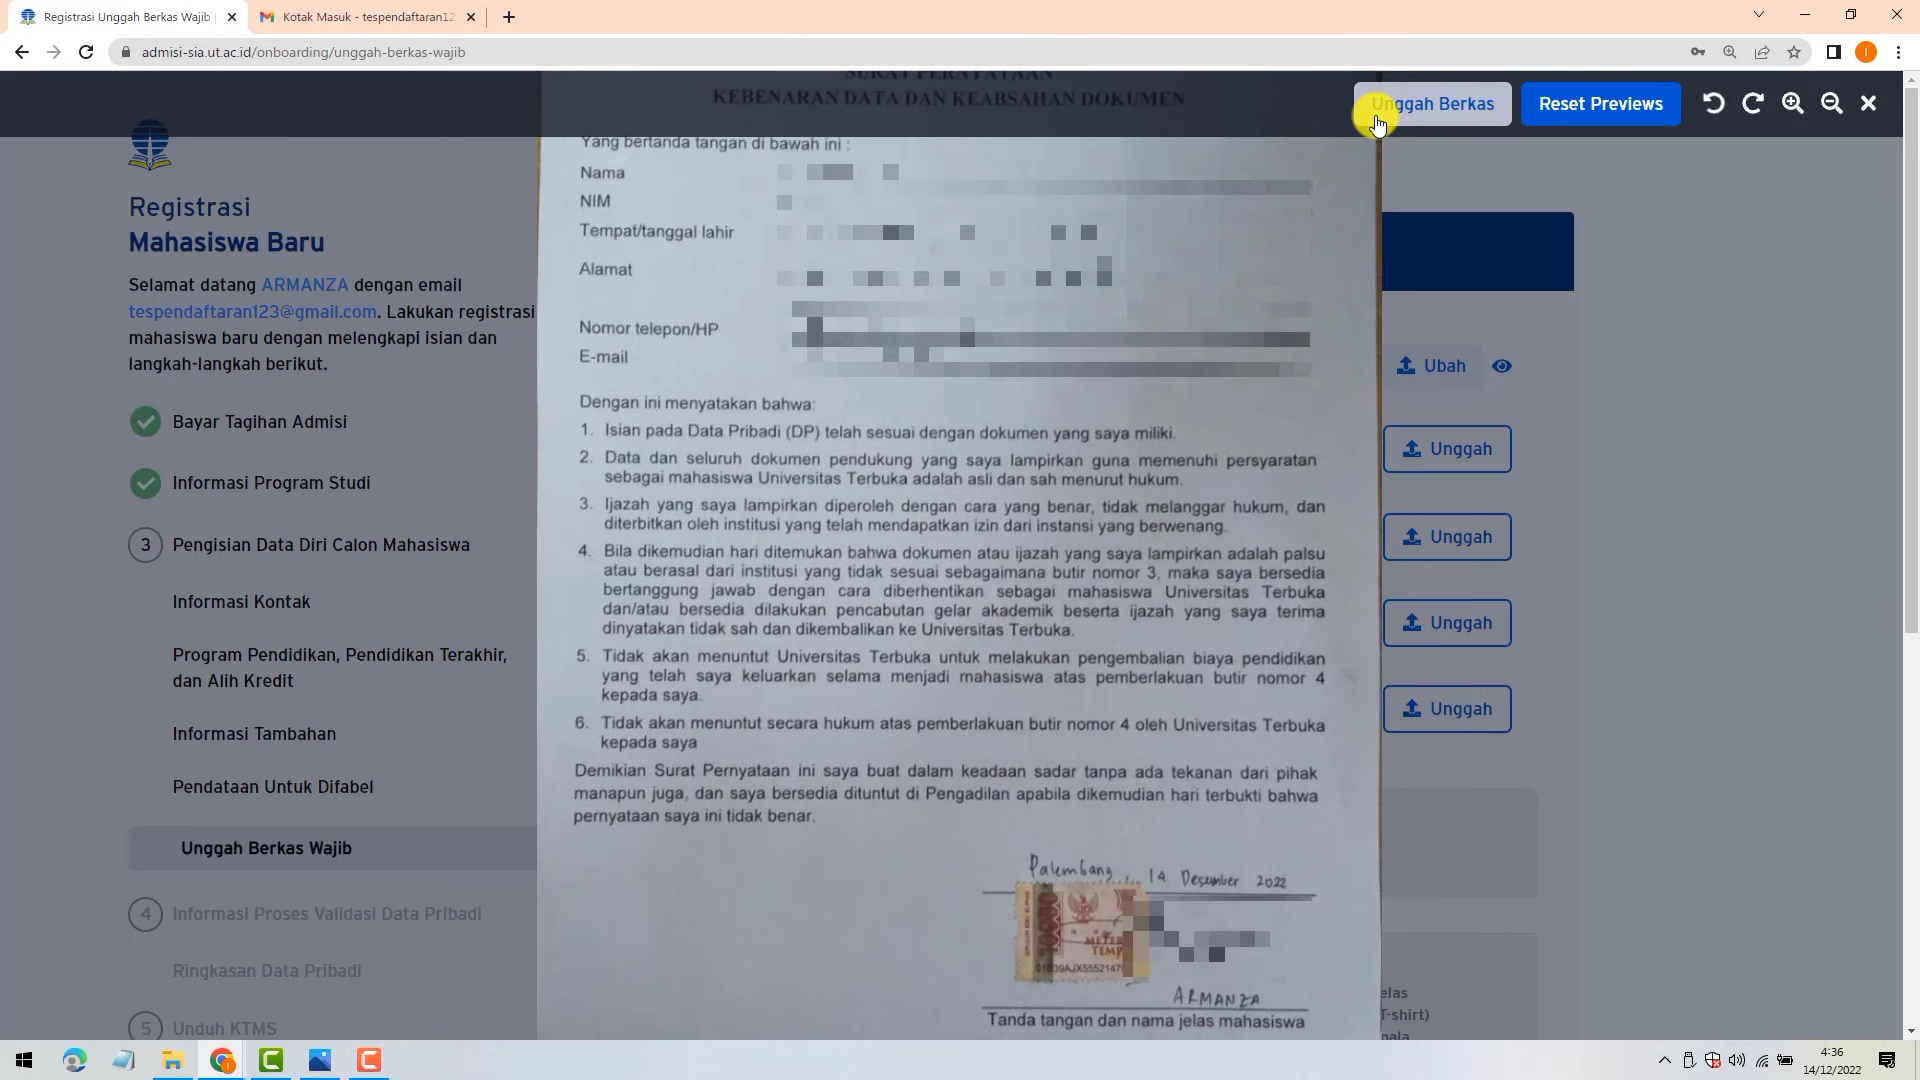 Registrasi Unggah Berkas Wajib
Kotak Masuk - tespendaftaran12
admisi-sia.ut.ac.id/onboarding/unggah-berkas-wajib
I
SURAT PERNYATAAN
KEBENARAN DATA DAN KEABSAHAN DOKUMEN
Unggah Berkas
Reset Previews
Registrasi
Mahasiswa Baru
Selamat datang ARMANZA dengan email
tespendaftaran123@gmail.com. Lakukan registrasi
mahasiswa baru dengan melengkapi isian dan
langkah-langkah berikut.
Bayar Tagihan Admisi
Informasi Program Studi
3 Pengisian Data Diri Calon Mahasiswa
Informasi Kontak
Program Pendidikan, Pendidikan Terakhir,
dan Alih Kredit
Informasi Tambahan
Pendataan Untuk Difabel
Unggah Berkas Wajib
4 Informasi Proses Validasi Data Pribadi
Ringkasan Data Pribadi
5 Unduh KTMS
Yang bertanda tangan di bawah ini :
Nama
NIM
Tempat/tanggal lahir
Alamat
Nomor telepon/HP
E-mail
Dengan ini menyatakan bahwa:
1. Isian pada Data Pribadi (DP) telah sesuai dengan dokumen yang saya miliki.
2. Data dan seluruh dokumen pendukung yang saya lampirkan guna memenuhi persyaratan
sebagai mahasiswa Universitas Terbuka adalah asli dan sah menurut hukum.
3. Ijazah yang saya lampirkan diperoleh dengan cara yang benar, tidak melanggar hukum, dan
diterbitkan oleh institusi yang telah mendapatkan izin dari instansi yang berwenang.
4. Bila dikemudian hari ditemukan bahwa dokumen atau ijazah yang saya lampirkan adalah palsu
atau berasal dari institusi yang tidak sesuai sebagaimana butir nomor 3, maka saya bersedia
bertanggung jawab dengan cara diberhentikan sebagai mahasiswa Universitas Terbuka
dan/atau bersedia dilakukan pencabutan gelar akademik beserta ijazah yang saya terima
dinyatakan tidak sah dan dikembalikan ke Universitas Terbuka.
5. Tidak akan menuntut Universitas Terbuka untuk melakukan pengembalian biaya pendidikan
yang telah saya keluarkan selama menjadi mahasiswa atas pemberlakuan butir nomor 4
kepada saya.
6. Tidak akan menuntut secara hukum atas pemberlakuan butir nomor 4 oleh Universitas Terbuka
kepada saya
Demikian Surat Pernyataan ini saya buat dalam keadaan sadar tanpa ada tekanan dari pihak
manapun juga, dan saya bersedia dituntut di Pengadilan apabila dikemudian hari terbukti bahwa
pernyataan saya ini tidak benar.
Palembang, 14 Desember 2022
METER
TEMP
ARMANZA
Tanda tangan dan nama jelas mahasiswa
Ubah
Unggah
Unggah
Unggah
Unggah
elas
T-shirt)
4:36
14/12/2022